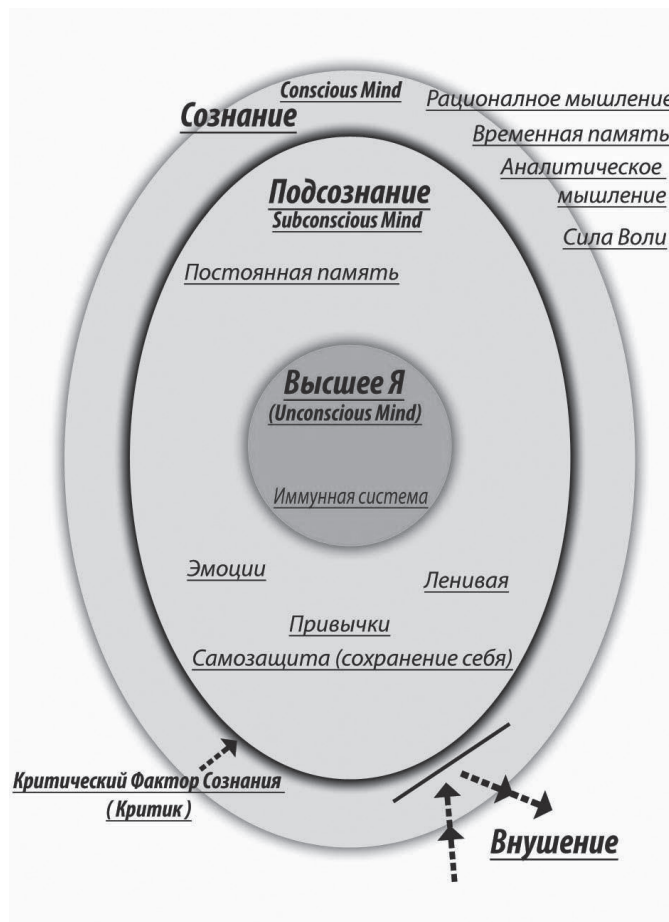 Conscious Mind
Сознание
Рационалное мышление
Временная память
Аналитическое
мышление
Сила Воли
Подсознание
Subconscious Mind
Постоянная память
Высшее Я
(Unconscious Mind)
Иммунная система
Эмоции
Ленивая
Привычки
Самозащита (сохранение себя)
Критический Фактор Сознания
( Критик )
Внушение